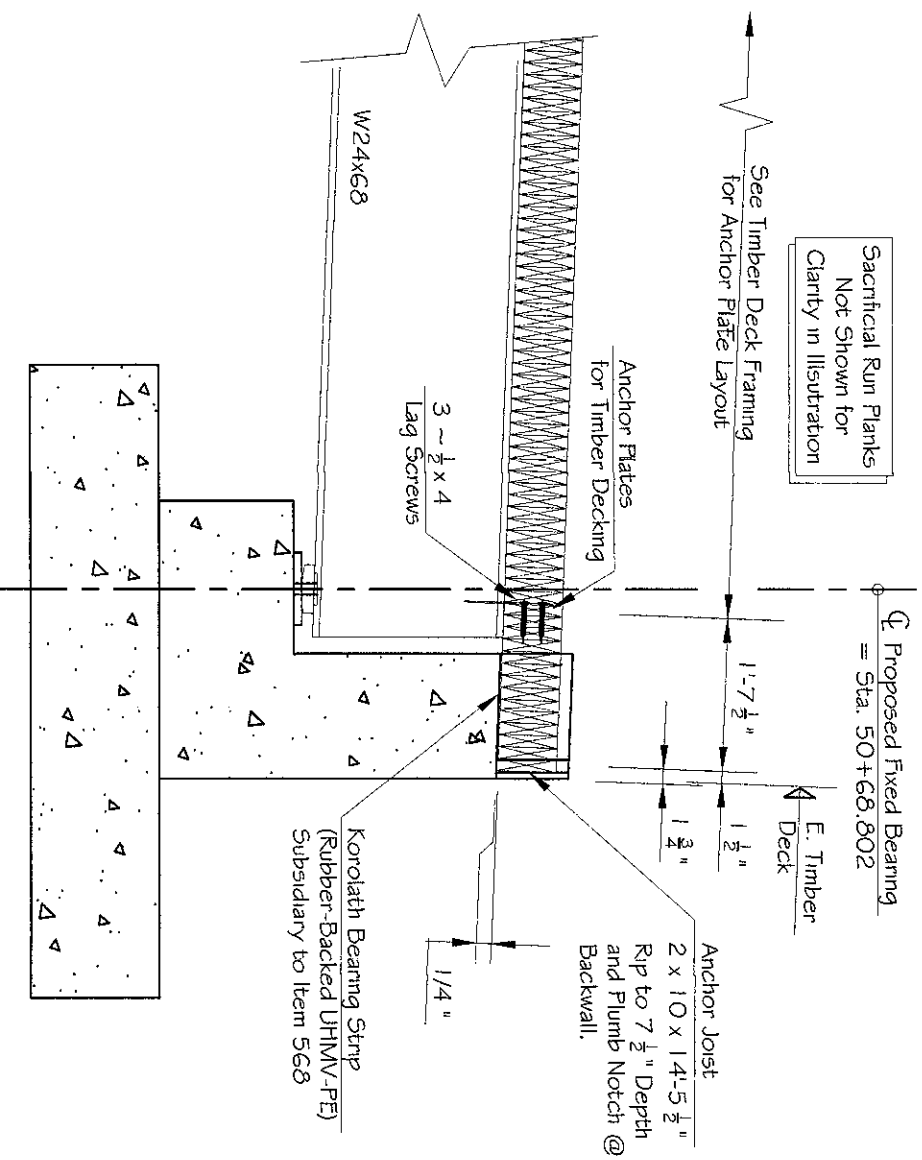 Sacrificial Run Planks
Not Shown for
Clarity in Illsutration
See Timber Deck Framing
for Anchor Plate Layout
℄ Proposed Fixed Bearing
= Sta. 50+68.802
E. Timber
Deck
1'-7 1/2"
1 1/2"
1 3/4"
Anchor Plates
for Timber Decking
3 ~ 1/2 x 4
Lag Screws
W24x68
Anchor Joist
2 x 10 x 14'-5 1/2"
Rip to 7 1/2" Depth
and Plumb Notch @
Backwall.
1/4"
Korolath Bearing Strip
(Rubber-Backed UHMV-PE)
Subsidiary to Item 568